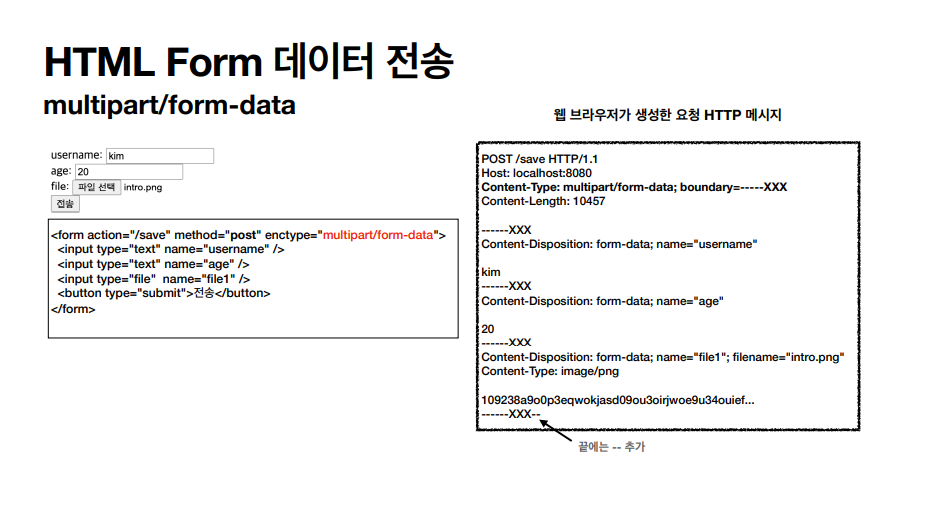 HTML Form 데이터 전송
multipart/form-data
username: kim
age: 20
file: 파일 선택 intro.png
전송
<form action="/save" method="post" enctype="multipart/form-data">
<input type="text" name="username" />
<input type="text" name="age" />
<input type="file" name="file1" />
<button type="submit">전송</button>
</form>
웹 브라우저가 생성한 요청 HTTP 메시지
POST /save HTTP/1.1
Host: localhost:8080
Content-Type: multipart/form-data; boundary=-----XXX
Content-Length: 10457
------XXX
Content-Disposition: form-data; name="username"
kim
------XXX
Content-Disposition: form-data; name="age"
20
------XXX
Content-Disposition: form-data; name="file1"; filename="intro.png"
Content-Type: image/png
109238a9o0p3eqwokjasd09ou3oirjwoe9u34ouief...
------XXX--
끝에는 -- 추가